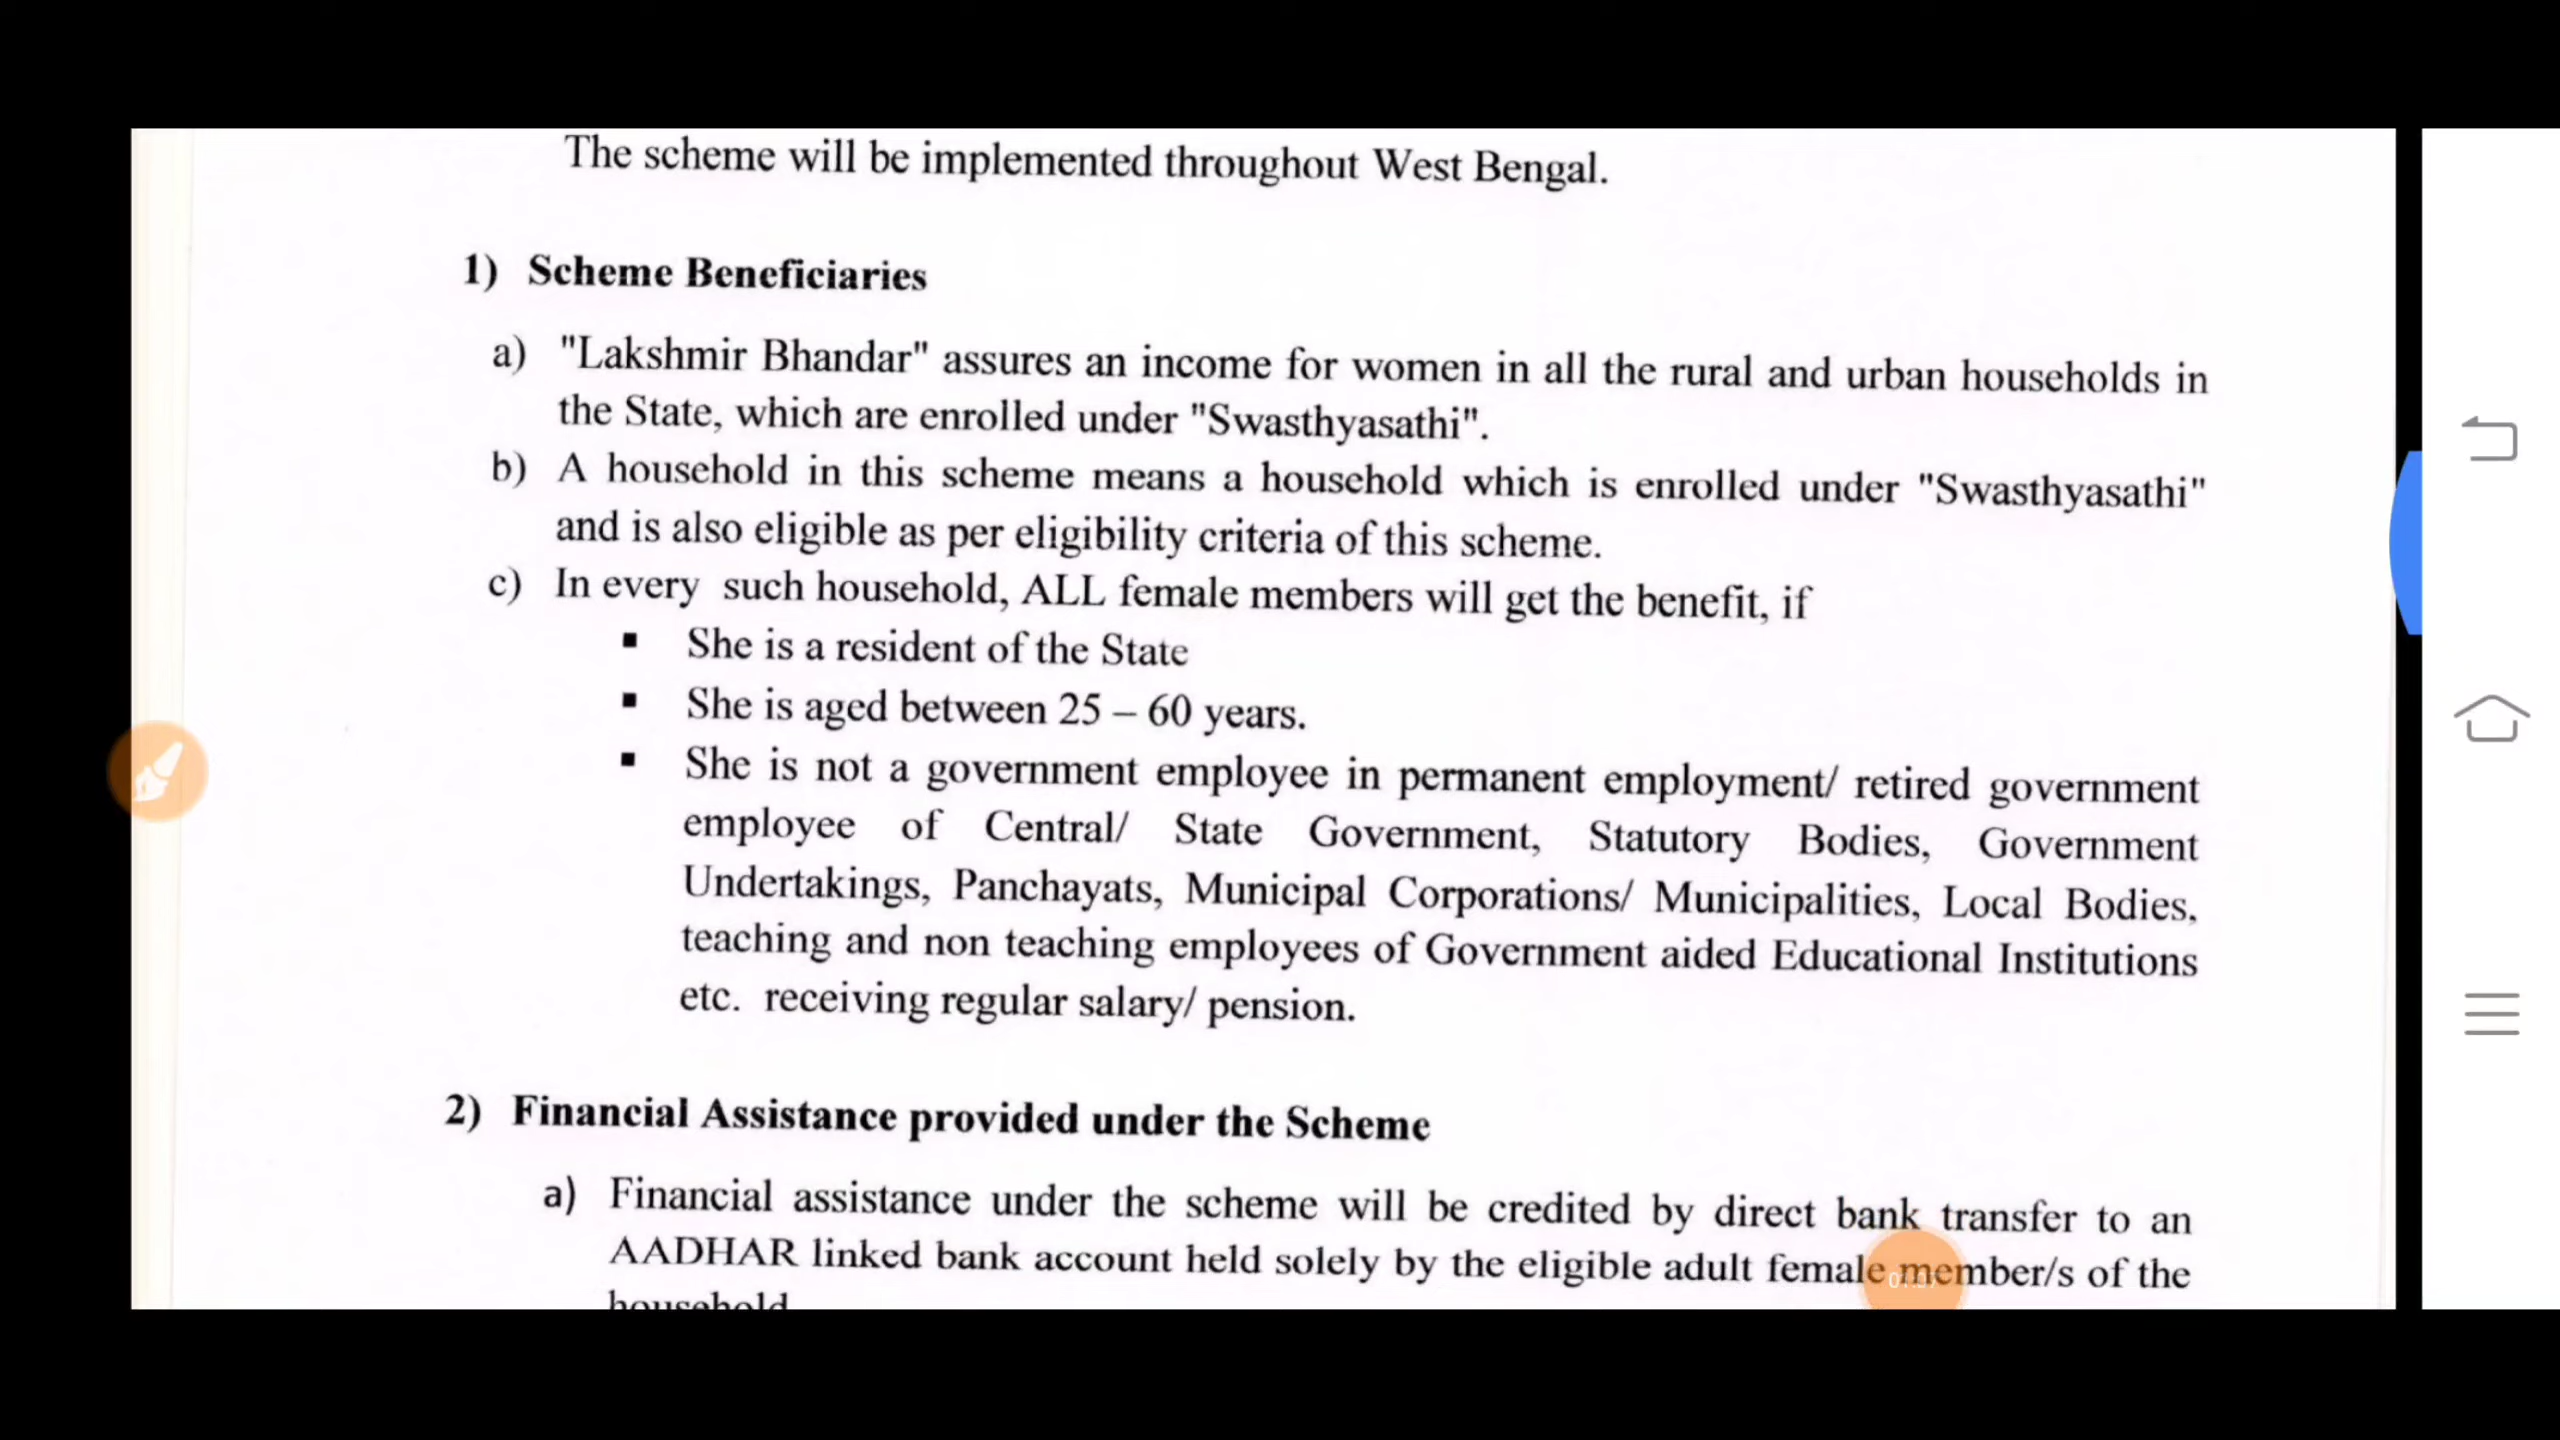 The scheme will be implemented throughout West Bengal.
1) Scheme Beneficiaries
a) "Lakshmir Bhandar" assures an income for women in all the rural and urban households in
the State, which are enrolled under "Swasthyasathi".
b) A household in this scheme means a household which is enrolled under "Swasthyasathi"
and is also eligible as per eligibility criteria of this scheme.
c) In every such household, ALL female members will get the benefit, if
▪ She is a resident of the State
▪ She is aged between 25 – 60 years.
▪ She is not a government employee in permanent employment/ retired government
employee of Central/ State Government, Statutory Bodies, Government
Undertakings, Panchayats, Municipal Corporations/ Municipalities, Local Bodies,
teaching and non teaching employees of Government aided Educational Institutions
etc. receiving regular salary/ pension.
2) Financial Assistance provided under the Scheme
a) Financial assistance under the scheme will be credited by direct bank transfer to an
AADHAR linked bank account held solely by the eligible adult female member/s of the
household